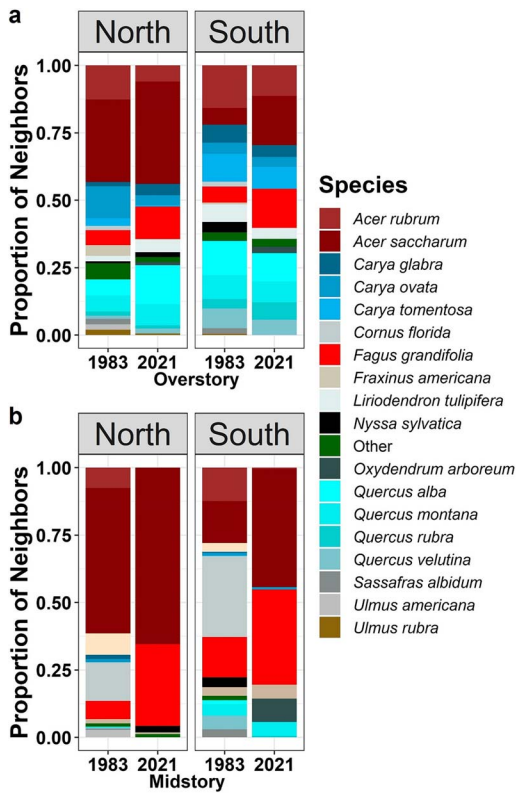 a
North South
Proportion of Neighbors
1.00
0.75
0.50
0.25
0.00
1983 2021 1983 2021
Overstory
b
North South
Proportion of Neighbors
1.00
0.75
0.50
0.25
0.00
1983 2021 1983 2021
Midstory
Species
Acer rubrum
Acer saccharum
Carya glabra
Carya ovata
Carya tomentosa
Cornus florida
Fagus grandifolia
Fraxinus americana
Liriodendron tulipifera
Nyssa sylvatica
Other
Oxydendrum arboreum
Quercus alba
Quercus montana
Quercus rubra
Quercus velutina
Sassafras albidum
Ulmus americana
Ulmus rubra